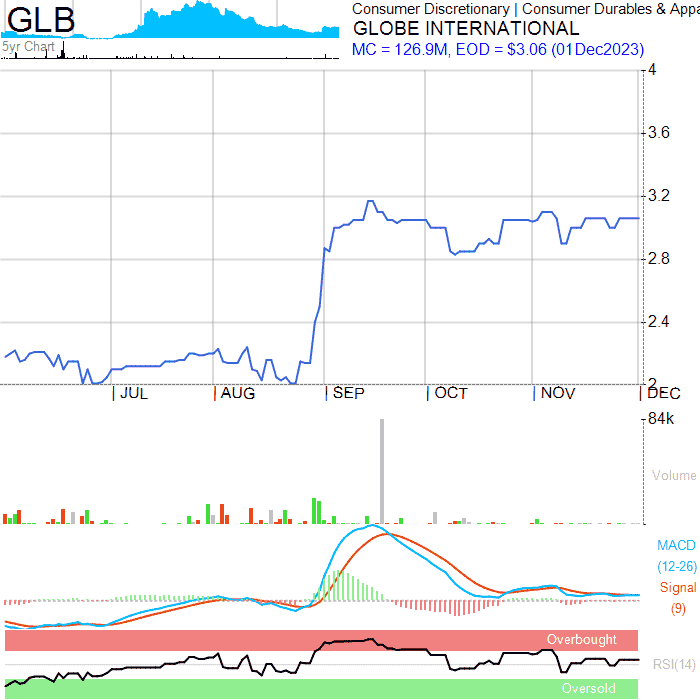 GLB
5yr Chart
Consumer Discretionary | Consumer Durables & Appa
GLOBE INTERNATIONAL
MC = 126.9M, EOD = $3.06 (01Dec2023)
4
3.6
3.2
2.8
2.4
2
JUL AUG SEP OCT NOV DEC
84k
Volume
MACD
(12-26)
Signal
(9)
Overbought
RSI(14)
Oversold